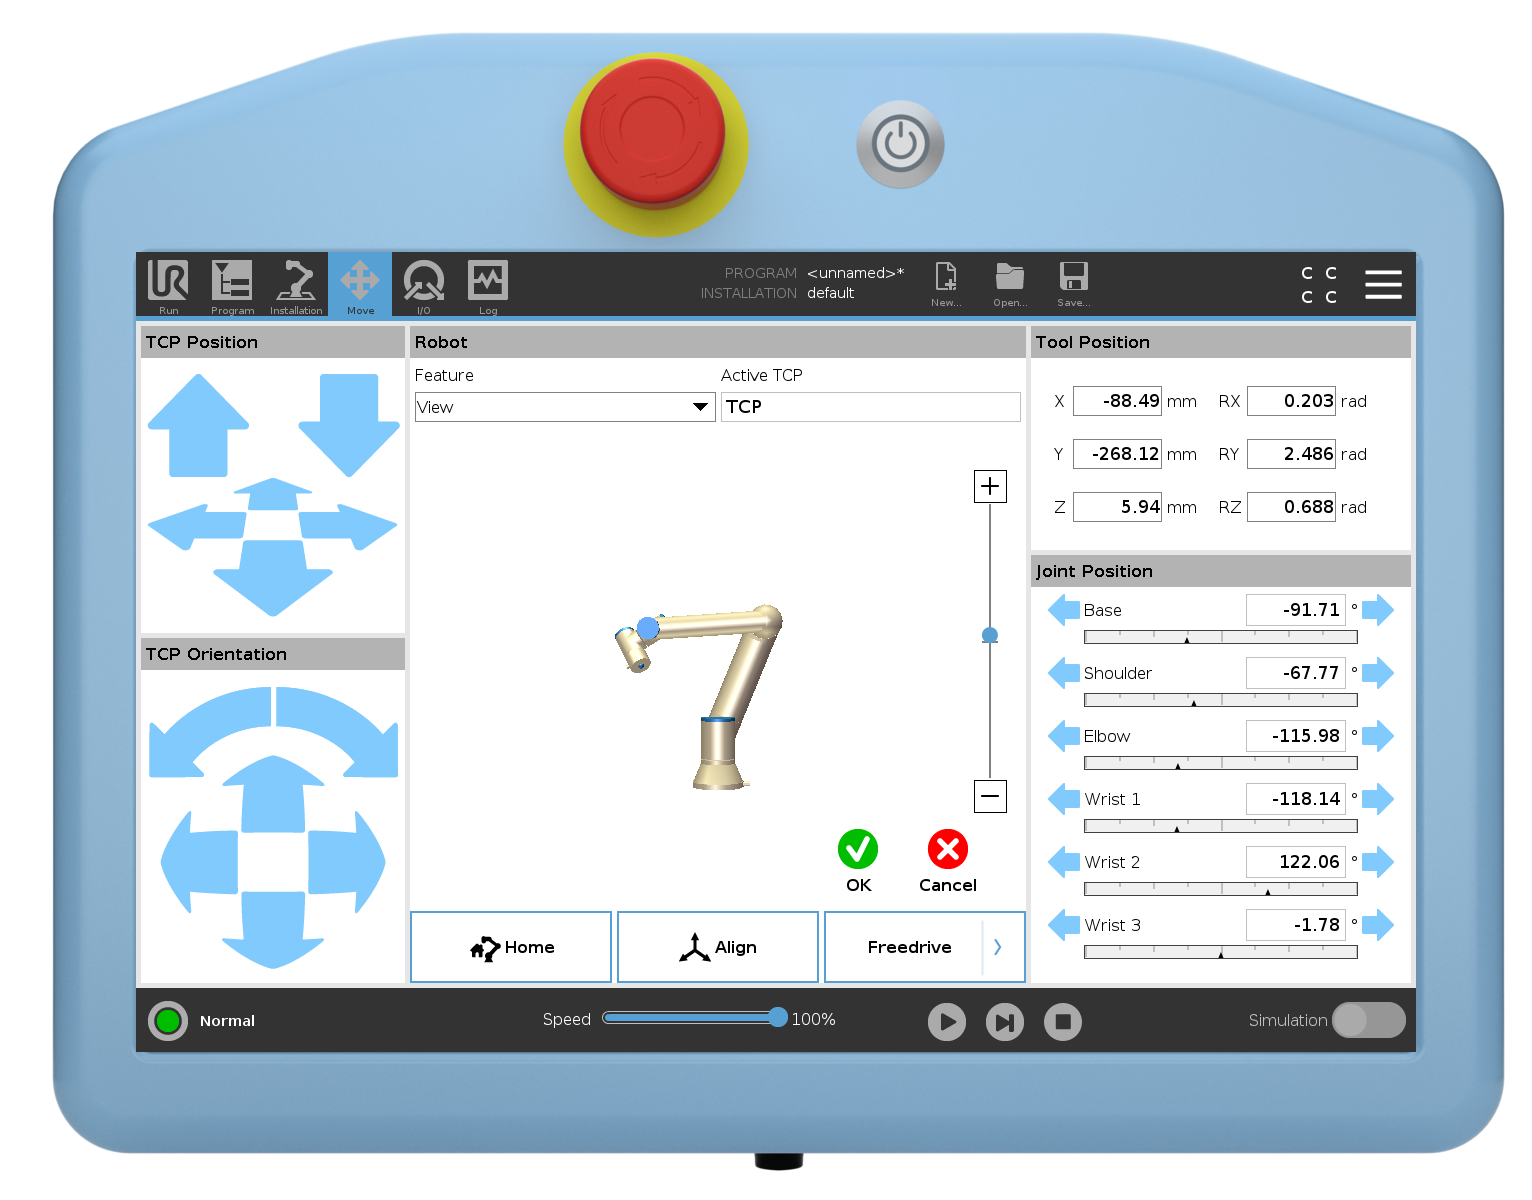 Run
Program
Installation
Move
I/O
Log
PROGRAM <unnamed>*
INSTALLATION default
New...
Open...
Save...
C C
C C
TCP Position
Robot
Feature
Active TCP
View
TCP
Tool Position
X -88.49 mm RX 0.203 rad
Y -268.12 mm RY 2.486 rad
Z 5.94 mm RZ 0.688 rad
TCP Orientation
Joint Position
Base -91.71 °
Shoulder -67.77 °
Elbow -115.98 °
Wrist 1 -118.14 °
Wrist 2 122.06 °
Wrist 3 -1.78 °
OK
Cancel
Home
Align
Freedrive
Normal
Speed 100%
Simulation